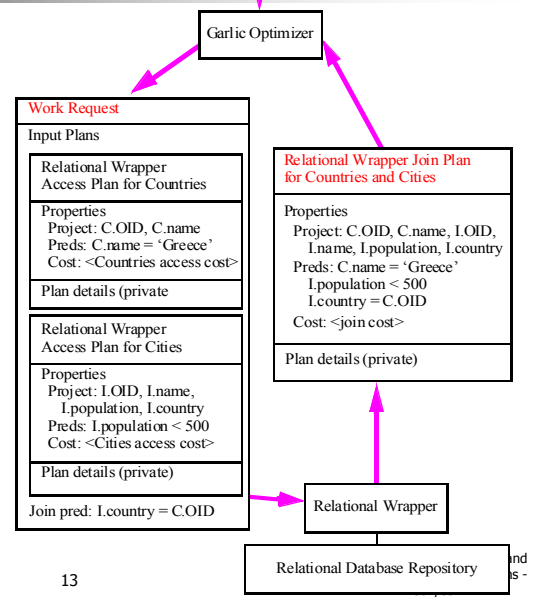 Garlic Optimizer
Work Request
Input Plans
Relational Wrapper
Access Plan for Countries
Properties
Project: C.OID, C.name
Preds: C.name = ‘Greece’
Cost: <Countries access cost>
Plan details (private
Relational Wrapper
Access Plan for Cities
Properties
Project: I.OID, I.name,
I.population, I.country
Preds: I.population < 500
Cost: <Cities access cost>
Plan details (private)
Join pred: I.country = C.OID
Relational Wrapper Join Plan
for Countries and Cities
Properties
Project: C.OID, C.name, I.OID,
I.name, I.population, I.country
Preds: C.name = ‘Greece’
I.population < 500
I.country = C.OID
Cost: <join cost>
Plan details (private)
Relational Wrapper
Relational Database Repository
13